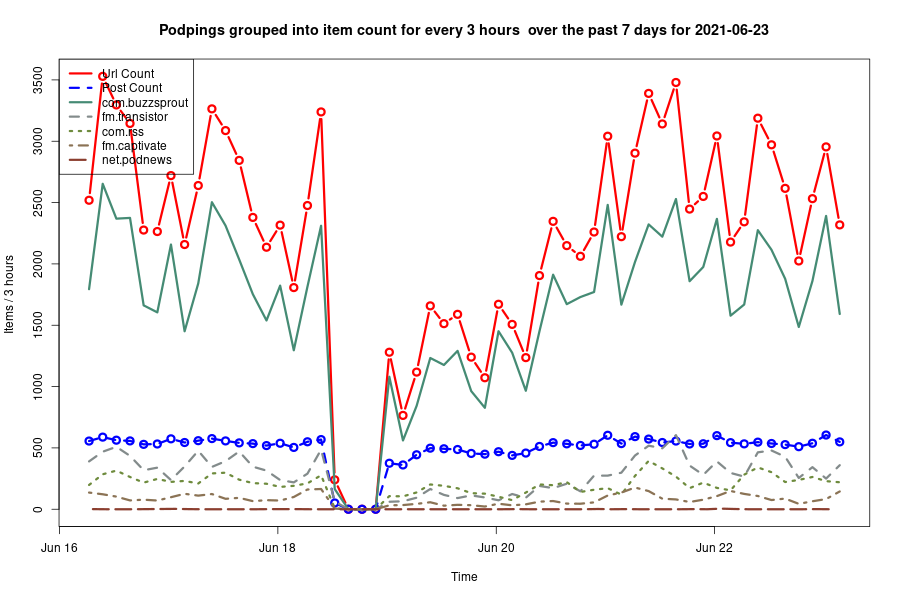 Podpings grouped into item count for every 3 hours  over the past 7 days for 2021-06-23
Url Count
Post Count
com.buzzsprout
fm.transistor
com.rss
fm.captivate
net.podnews
Items / 3 hours
3500
3000
2500
2000
1500
1000
500
0
Jun 16
Jun 18
Jun 20
Jun 22
Time